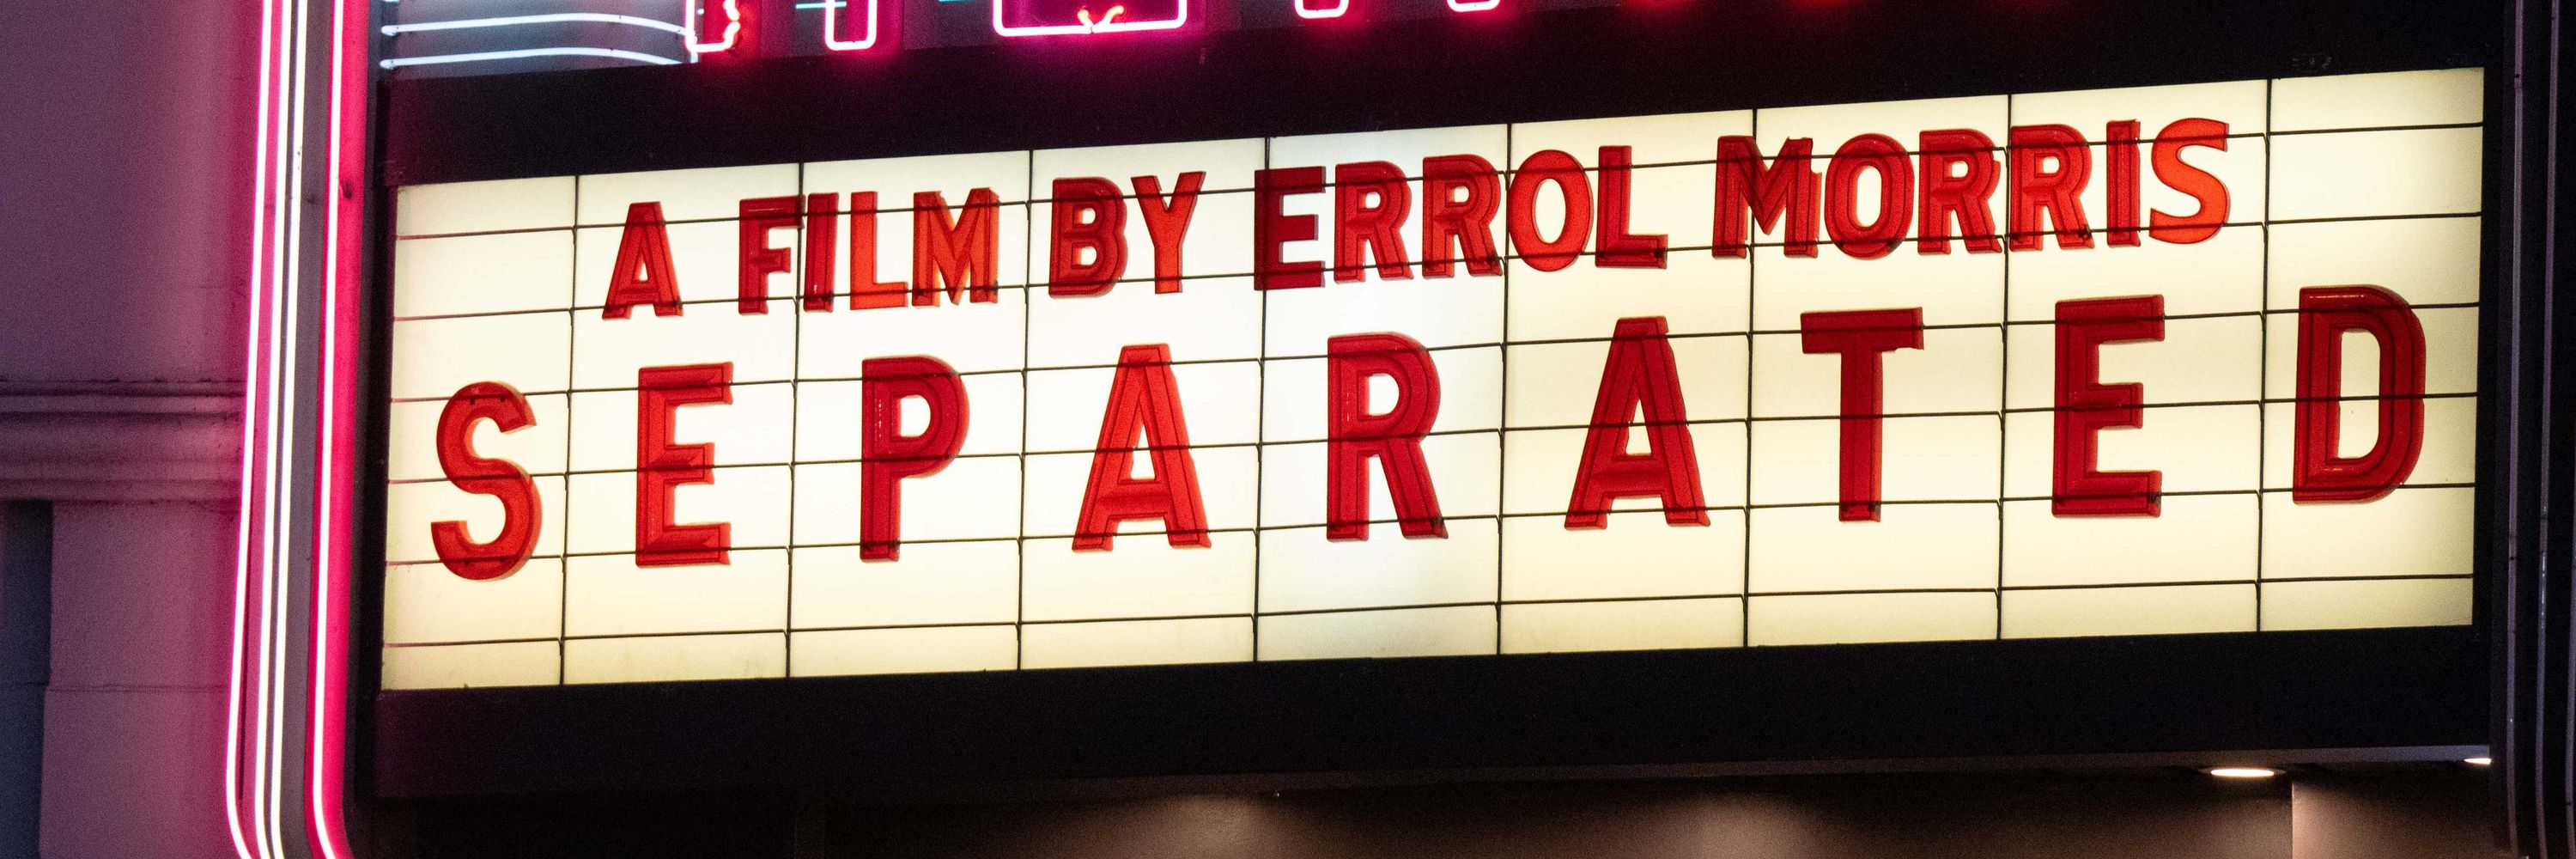 A FILM BY ERROL MORRIS
SEPARATED